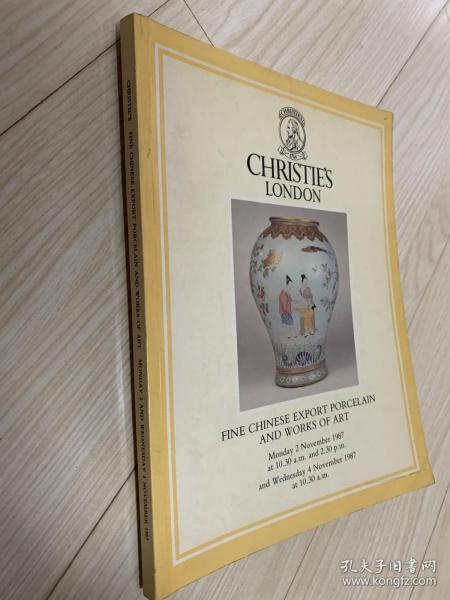 CHRISTIE'S
CHRISTIE'S
LONDON
FINE CHINESE EXPORT PORCELAIN
AND WORKS OF ART
Monday 2 November 1987
at 10.30 a.m. and 2.30 p.m.
and Wednesday 4 November 1987
at 10.30 a.m.
CHRISTIE'S FINE CHINESE EXPORT PORCELAIN AND WORKS OF ART MONDAY 2 AND WEDNESDAY 4 NOVEMBER 1987
孔夫子旧书网
www.kongfz.com